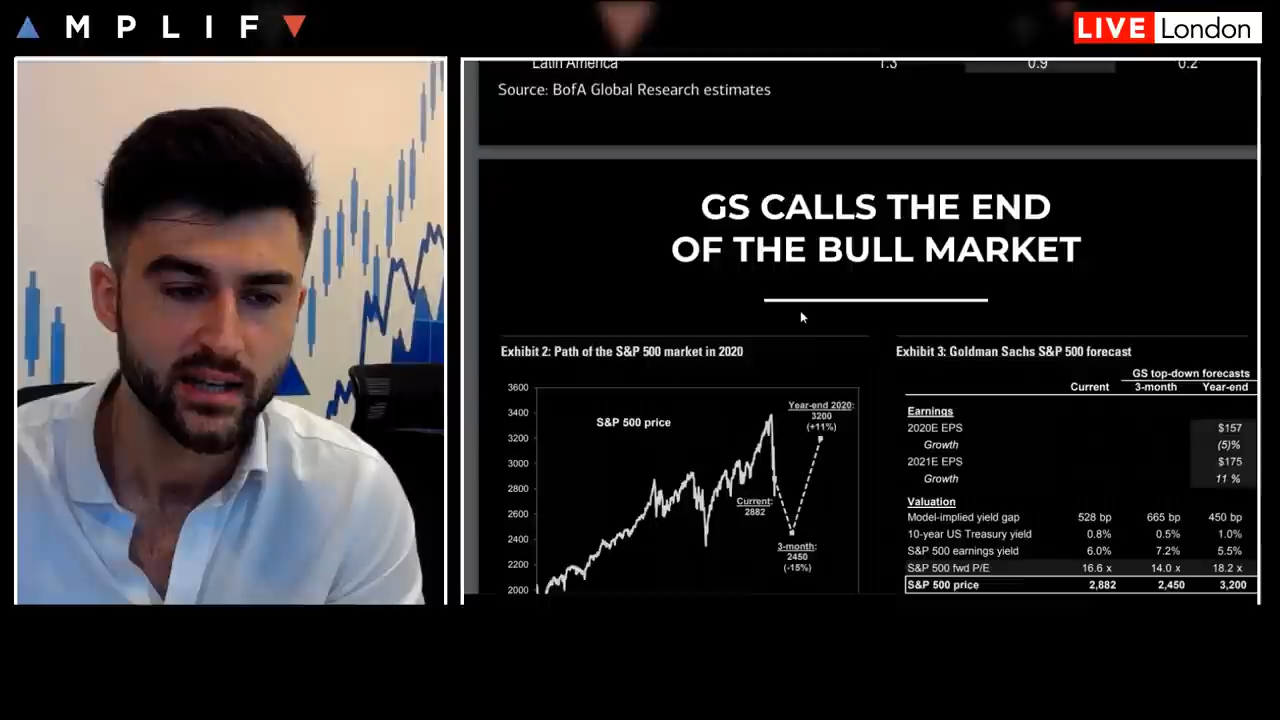 MPLIF
LIVE London
Latin America 1.3 0.9 0.2
Source: BofA Global Research estimates
GS CALLS THE END
OF THE BULL MARKET
Exhibit 2: Path of the S&P 500 market in 2020
3600
3400
3200
3000
2800
2600
2400
2200
2000
S&P 500 price
Year-end 2020:
3200
(+11%)
Current:
2882
3-month:
2450
(-15%)
Exhibit 3: Goldman Sachs S&P 500 forecast
GS top-down forecasts
Current 3-month Year-end
Earnings
2020E EPS $157
Growth (5)%
2021E EPS $175
Growth 11 %
Valuation
Model-implied yield gap 528 bp 665 bp 450 bp
10-year US Treasury yield 0.8% 0.5% 1.0%
S&P 500 earnings yield 6.0% 7.2% 5.5%
S&P 500 fwd P/E 16.6 x 14.0 x 18.2 x
S&P 500 price 2,882 2,450 3,200